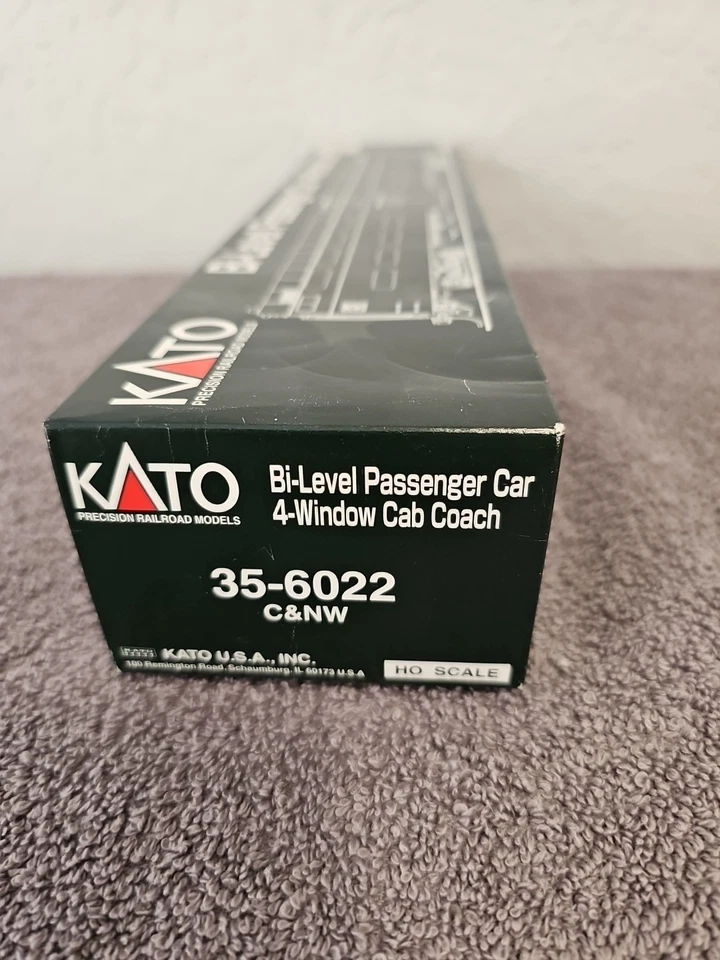 KATO
PRECISION RAILROAD MODELS
KATO
PRECISION RAILROAD MODELS
Bi-Level Passenger Car
4-Window Cab Coach
35-6022
C&NW
KATO
KATO U.S.A., INC.
100 Remington Road, Schaumburg, IL 60173 U.S.A
HO SCALE